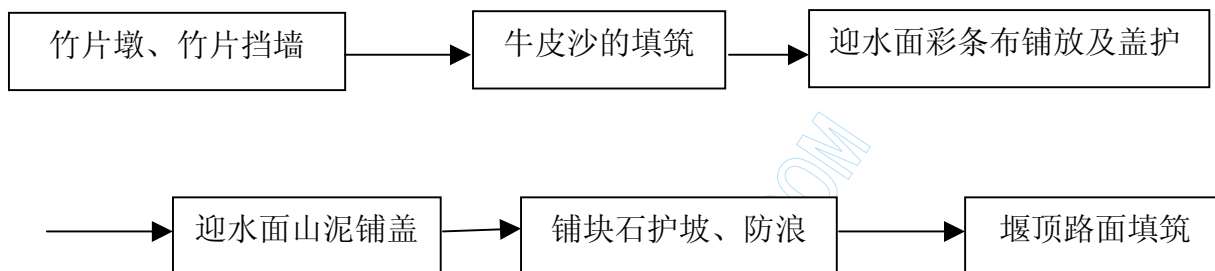 竹片墩、竹片挡墙
牛皮沙的填筑
迎水面彩条布铺放及盖护
迎水面山泥铺盖
铺块石护坡、防浪
堰顶路面填筑